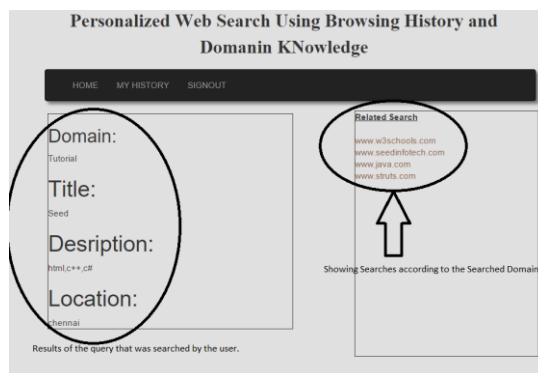 Personalized Web Search Using Browsing History and
Domanin KNowledge
HOME MY HISTORY SIGNOUT
Domain:
Tutorial
Title:
Seed
Desription:
html,c++,c#
Location:
chennai
Results of the query that was searched by the user.
Related Search
www.w3schools.com
www.seedinfotech.com
www.java.com
www.struts.com
Showing Searches according to the Searched Domain